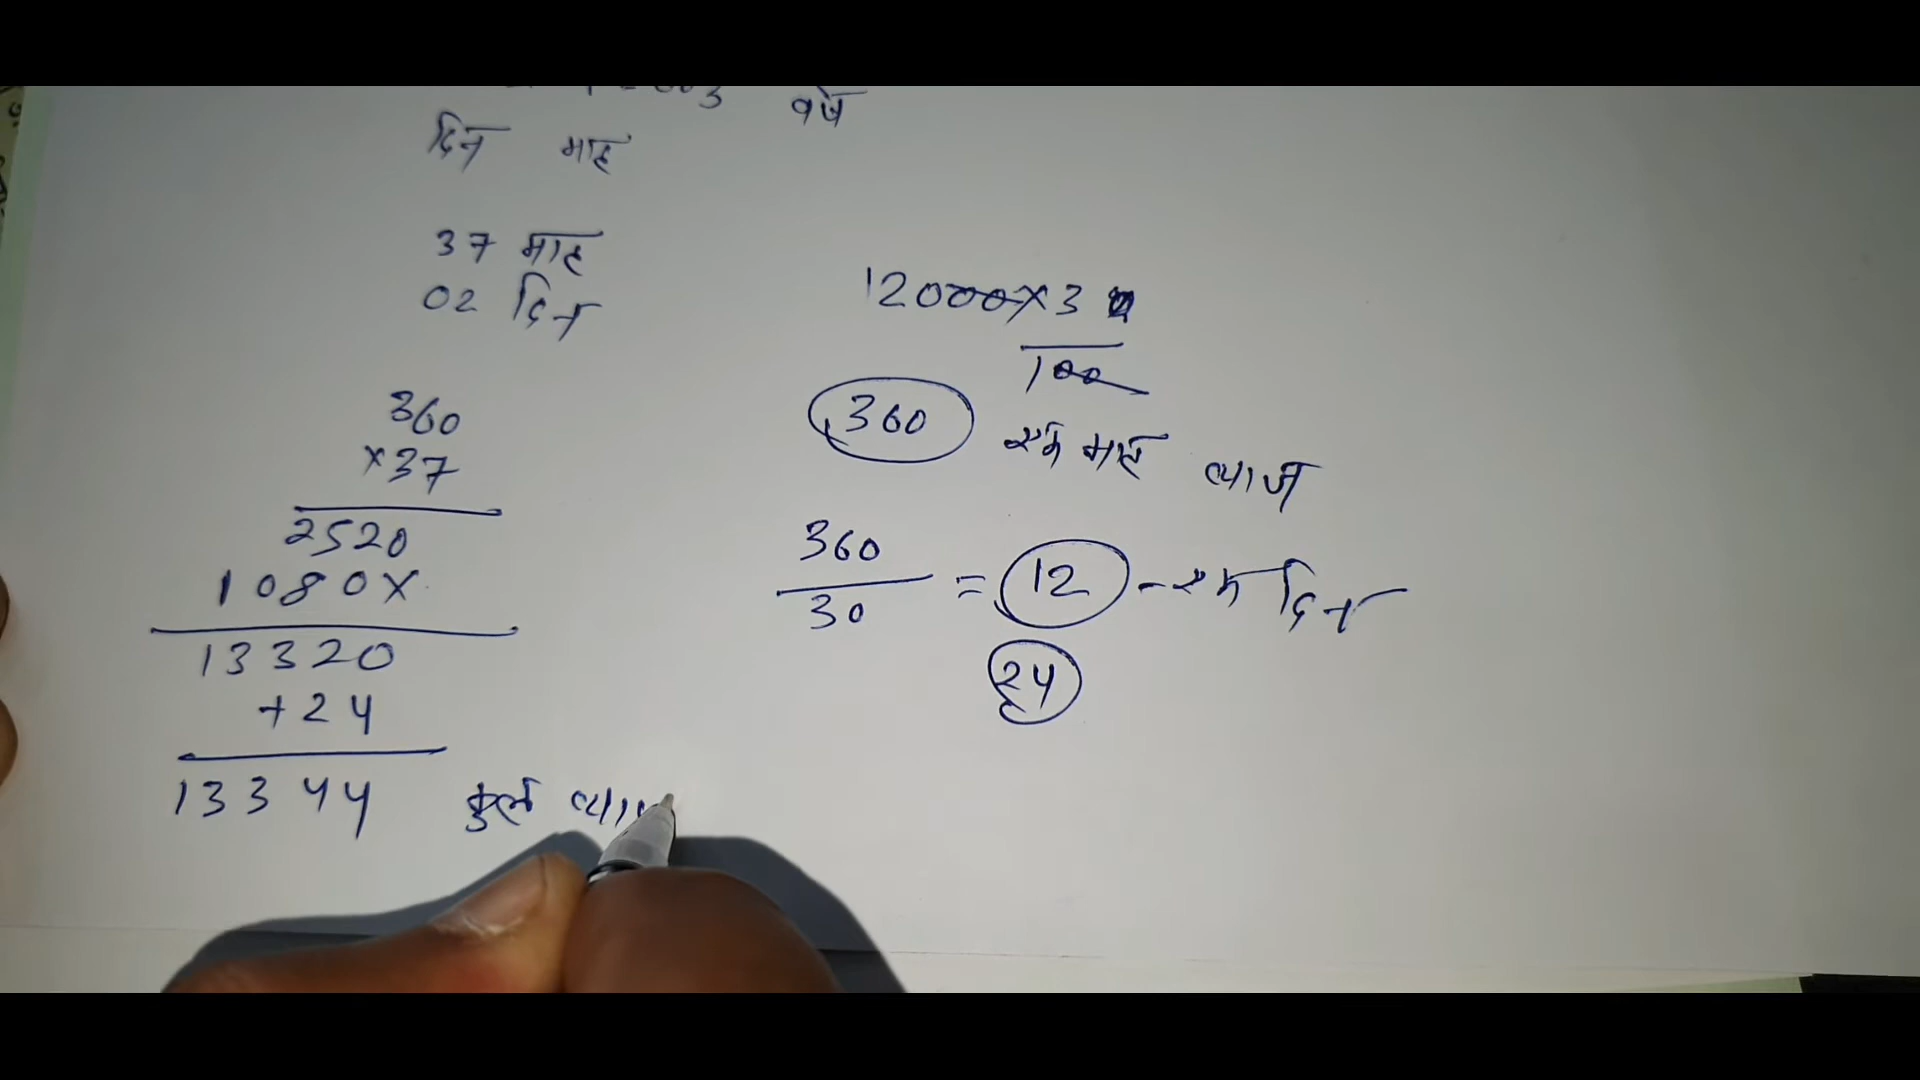 वर्ष
दिन माह
37 माह
02 दिन
360
×37
2520
1080×
13320
+24
13344 कुल ब्याज
12000×3
100
360 एक माह ब्याज
360
30
= 12 - एक दिन
24